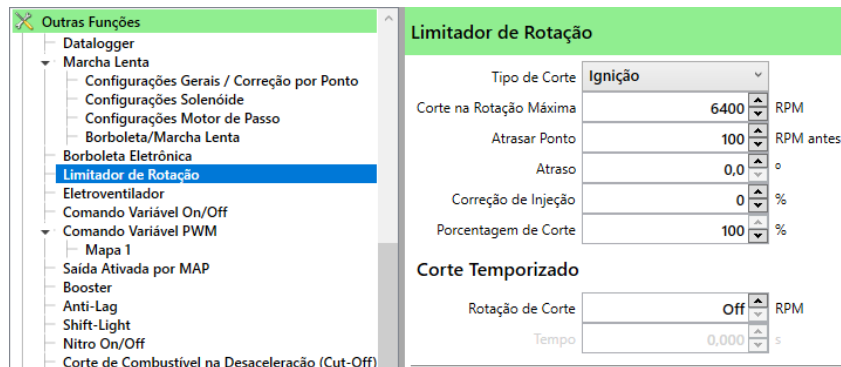 Outras Funções
Datalogger
Marcha Lenta
Configurações Gerais / Correção por Ponto
Configurações Solenóide
Configurações Motor de Passo
Borboleta/Marcha Lenta
Borboleta Eletrônica
Limitador de Rotação
Eletroventilador
Comando Variável On/Off
Comando Variável PWM
Mapa 1
Saída Ativada por MAP
Booster
Anti-Lag
Shift-Light
Nitro On/Off
Corte de Combustível na Desaceleração (Cut-Off)
Limitador de Rotação
Tipo de Corte Ignição
Corte na Rotação Máxima 6400 RPM
Atrasar Ponto 100 RPM antes
Atraso 0,0 °
Correção de Injeção 0 %
Porcentagem de Corte 100 %
Corte Temporizado
Rotação de Corte Off RPM
Tempo 0,000 s